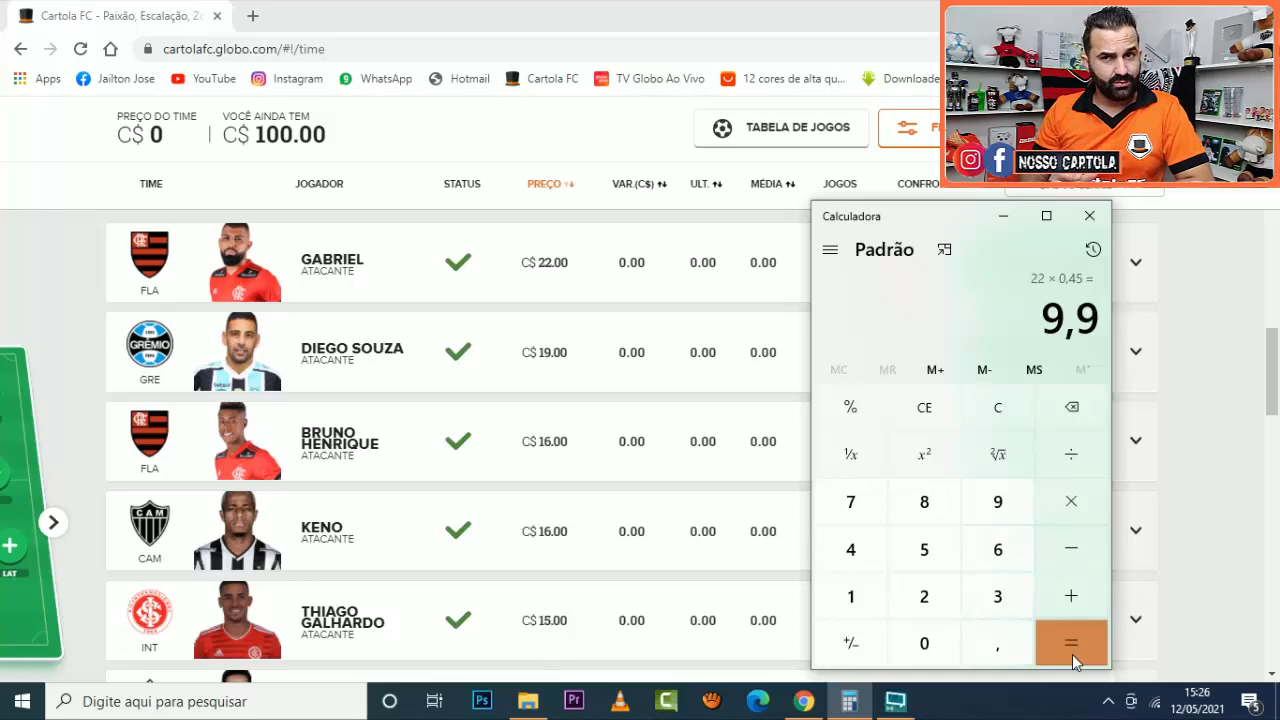 Cartola FC - Paixão, Escalação, Zo
cartolafc.globo.com/#!/time
Apps
Jailton Jose
YouTube
Instagram
WhatsApp
Hotmail
Cartola FC
TV Globo Ao Vivo
12 cores de alta qu...
Downloade
NOSSO CARTOLA
PREÇO DO TIME
C$ 0
VOCÊ AINDA TEM
C$ 100.00
TABELA DE JOGOS
TIME
JOGADOR
STATUS
PREÇO
VAR.(C$)
ULT.
MÉDIA
JOGOS
CONFRO
FLA
GABRIEL
ATACANTE
C$ 22.00
0.00
0.00
0.00
GRÊMIO
GRE
DIEGO SOUZA
ATACANTE
C$ 19.00
0.00
0.00
0.00
FLA
BRUNO
HENRIQUE
ATACANTE
C$ 16.00
0.00
0.00
0.00
CAM
CAM
KENO
ATACANTE
C$ 16.00
0.00
0.00
0.00
INT
THIAGO
GALHARDO
ATACANTE
C$ 15.00
0.00
0.00
0.00
LAT
Calculadora
Padrão
22 × 0,45 =
9,9
MC MR M+ M- MS M˅
% CE C
¹/x x² ²√x ÷
7 8 9 ×
4 5 6 −
1 2 3 +
+/− 0 , =
Digite aqui para pesquisar
Ps
Pr
15:26
12/05/2021
5